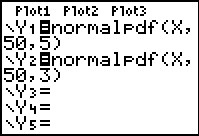 Plot1 Plot2 Plot3
\Y1=normalpdf(X,
50,5)
\Y2=normalpdf(X,
50,3)
\Y3=
\Y4=
\Y5=